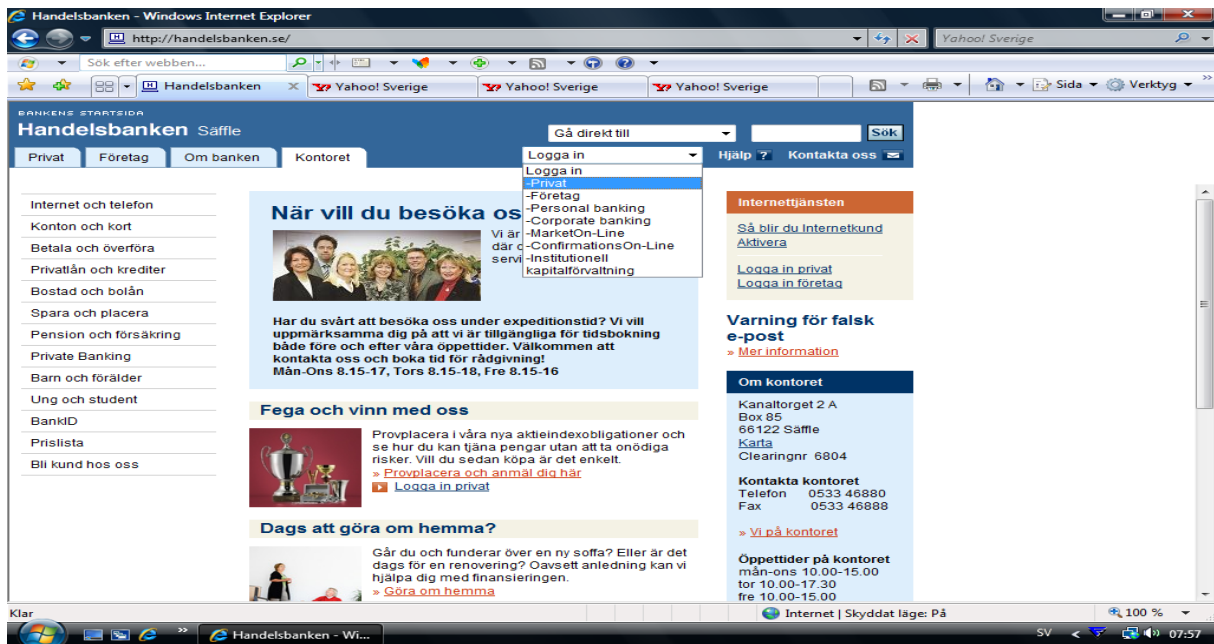 Handelsbanken - Windows Internet Explorer
http://handelsbanken.se/
Yahoo! Sverige
Sök efter webben...
Handelsbanken
Yahoo! Sverige
Yahoo! Sverige
Yahoo! Sverige
Sida
Verktyg
BANKENS STARTSIDA
Handelsbanken Säffle
Gå direkt till
Sök
Privat
Företag
Om banken
Kontoret
Logga in
Hjälp ?
Kontakta oss
Logga in
-Privat
-Företag
-Personal banking
-Corporate banking
-MarketOn-Line
-ConfirmationsOn-Line
-Institutionell
kapitalförvaltning
Internet och telefon
Konton och kort
Betala och överföra
Privatlån och krediter
Bostad och bolån
Spara och placera
Pension och försäkring
Private Banking
Barn och förälder
Ung och student
BankID
Prislista
Bli kund hos oss
När vill du besöka os
Vi är
där
servi
Har du svårt att besöka oss under expeditionstid? Vi vill
uppmärksamma dig på att vi är tillgängliga för tidsbokning
både före och efter våra öppettider. Välkommen att
kontakta oss och boka tid för rådgivning!
Mån-Ons 8.15-17, Tors 8.15-18, Fre 8.15-16
Fega och vinn med oss
Provplacera i våra nya aktieindexobligationer och
se hur du kan tjäna pengar utan att ta onödiga
risker. Vill du sedan köpa är det enkelt.
» Provplacera och anmäl dig här
Logga in privat
Dags att göra om hemma?
Går du och funderar över en ny soffa? Eller är det
dags för en renovering? Oavsett anledning kan vi
hjälpa dig med finansieringen.
» Göra om hemma
Internettjänsten
Så blir du Internetkund
Aktivera
Logga in privat
Logga in företag
Varning för falsk
e-post
» Mer information
Om kontoret
Kanaltorget 2 A
Box 85
66122 Säffle
Karta
Clearingnr 6804
Kontakta kontoret
Telefon 0533 46880
Fax 0533 46888
» Vi på kontoret
Öppettider på kontoret
mån-ons 10.00-15.00
tor 10.00-17.30
fre 10.00-15.00
Klar
Internet | Skyddat läge: På
100 %
Handelsbanken - Wi...
SV
07:57